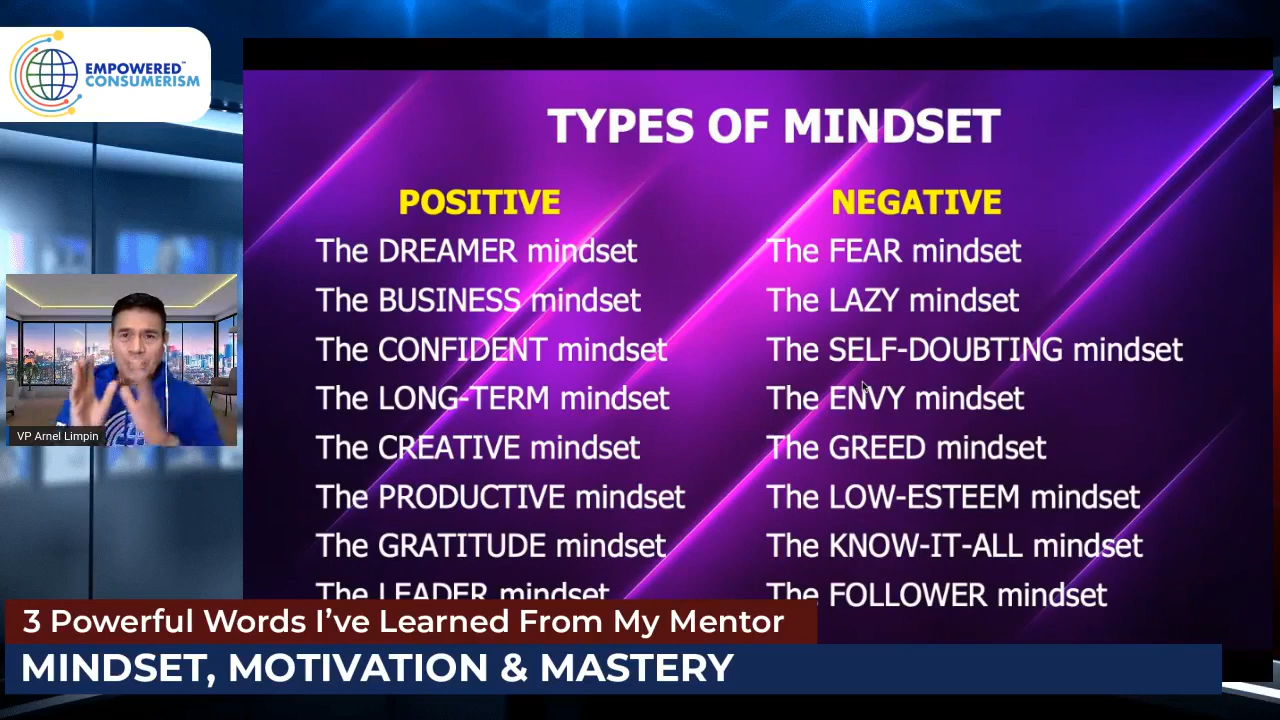 EMPOWERED™
CONSUMERISM
TYPES OF MINDSET
POSITIVE
The DREAMER mindset
The BUSINESS mindset
The CONFIDENT mindset
The LONG-TERM mindset
The CREATIVE mindset
The PRODUCTIVE mindset
The GRATITUDE mindset
The LEADER mindset
NEGATIVE
The FEAR mindset
The LAZY mindset
The SELF-DOUBTING mindset
The ENVY mindset
The GREED mindset
The LOW-ESTEEM mindset
The KNOW-IT-ALL mindset
The FOLLOWER mindset
VP Arnel Limpin
3 Powerful Words I’ve Learned From My Mentor
MINDSET, MOTIVATION & MASTERY